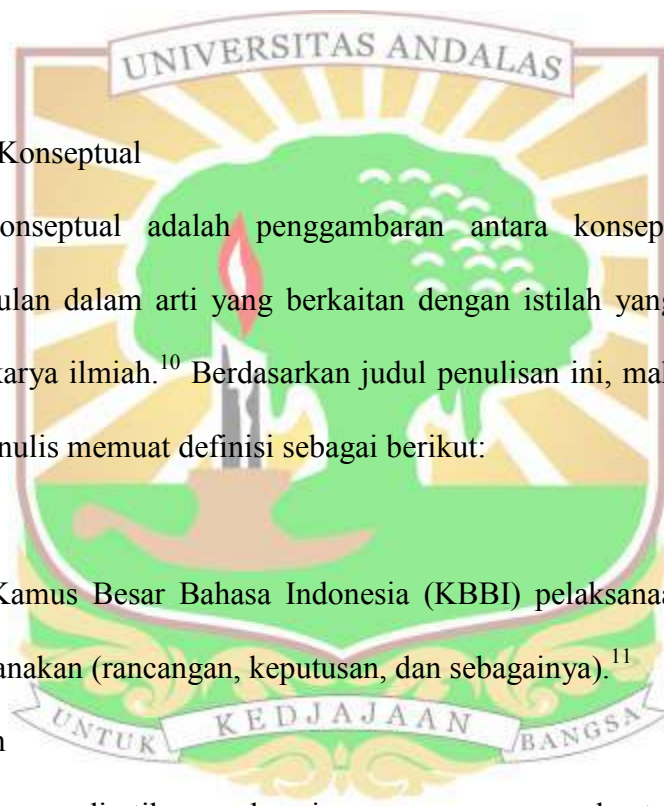 UNIVERSITAS ANDALAS
Konseptual
onseptual adalah penggambaran antara konsep
ulan dalam arti yang berkaitan dengan istilah yang
karya ilmiah.10 Berdasarkan judul penulisan ini, mak
nulis memuat definisi sebagai berikut:
Kamus Besar Bahasa Indonesia (KBBI) pelaksanaa
anakan (rancangan, keputusan, dan sebagainya).11
UNTUK KEDJAJAAN BANGSA